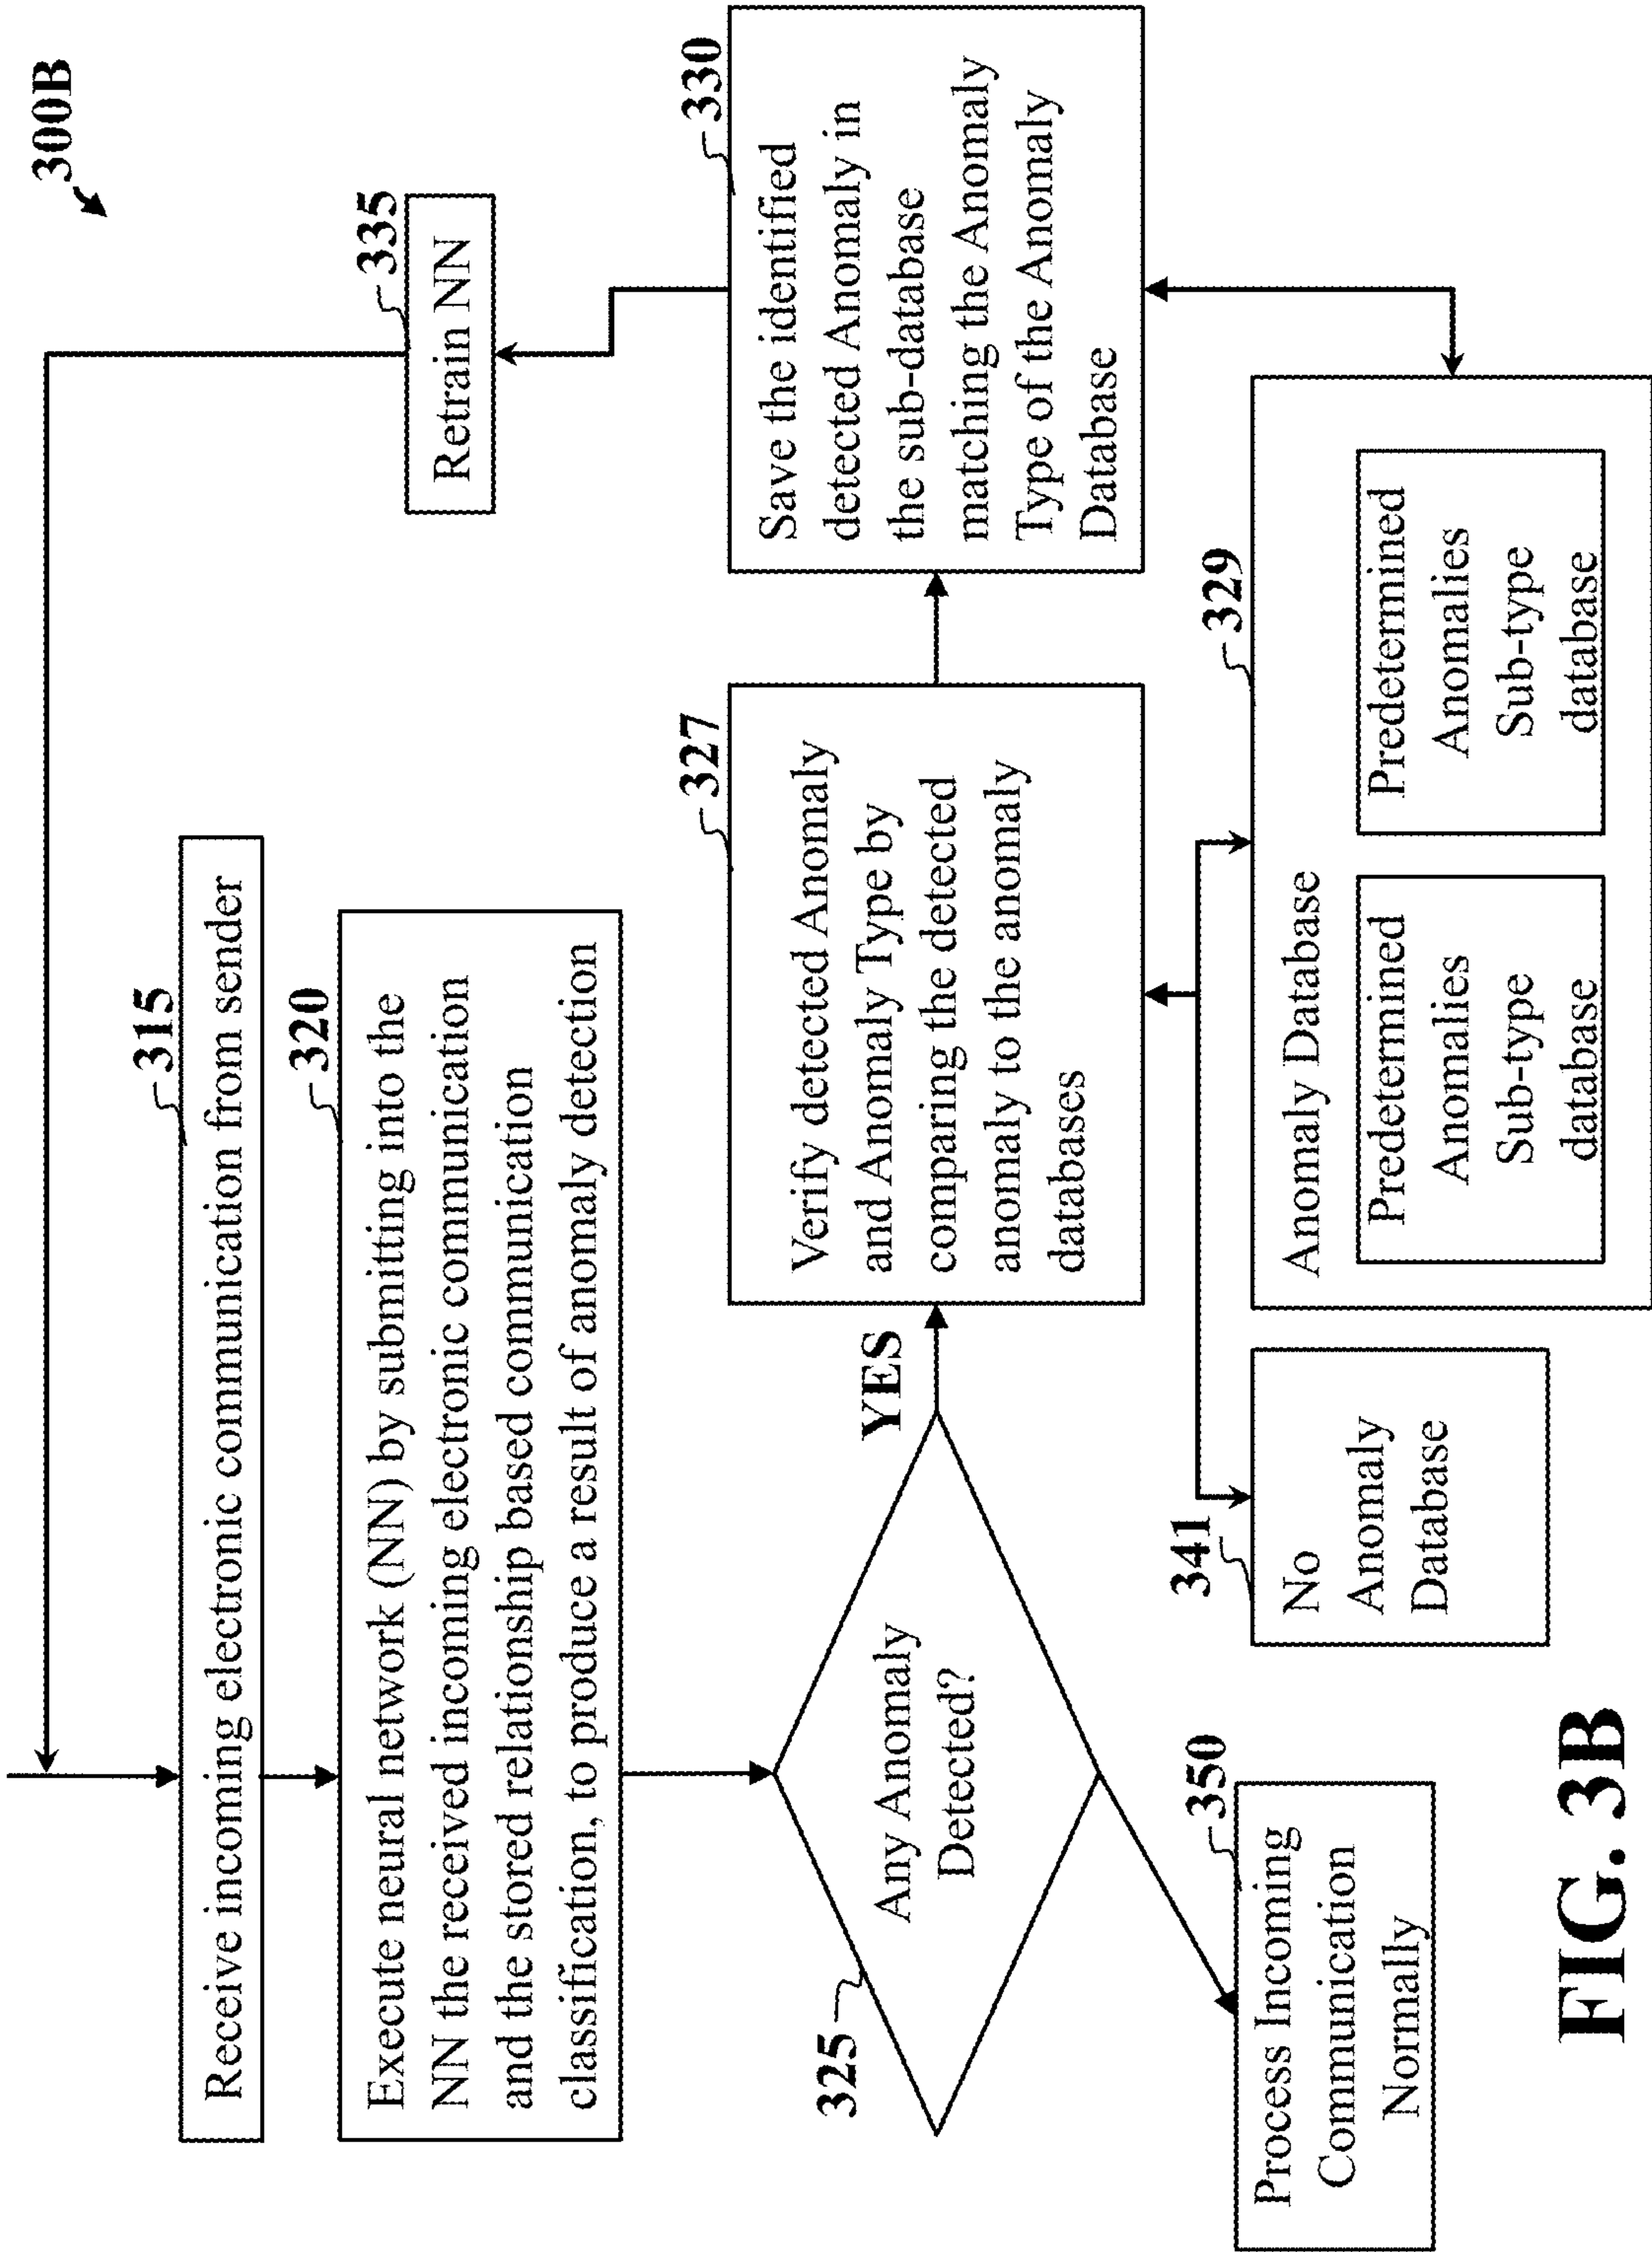 300B
315
Receive incoming electronic communication from sender
320
Execute neural network (NN) by submitting into the
NN the received incoming electronic communication
and the stored relationship based communication
classification, to produce a result of anomaly detection
335
Retrain NN
325
Any Anomaly
Detected?
YES
327
Verify detected Anomaly
and Anomaly Type by
comparing the detected
anomaly to the anomaly
databases
330
Save the identified
detected Anomaly in
the sub-database
matching the Anomaly
Type of the Anomaly
Database
350
Process Incoming
Communication
Normally
341
No
Anomaly
Database
329
Anomaly Database
Predetermined
Anomalies
Sub-type
database
Predetermined
Anomalies
Sub-type
database
FIG. 3B